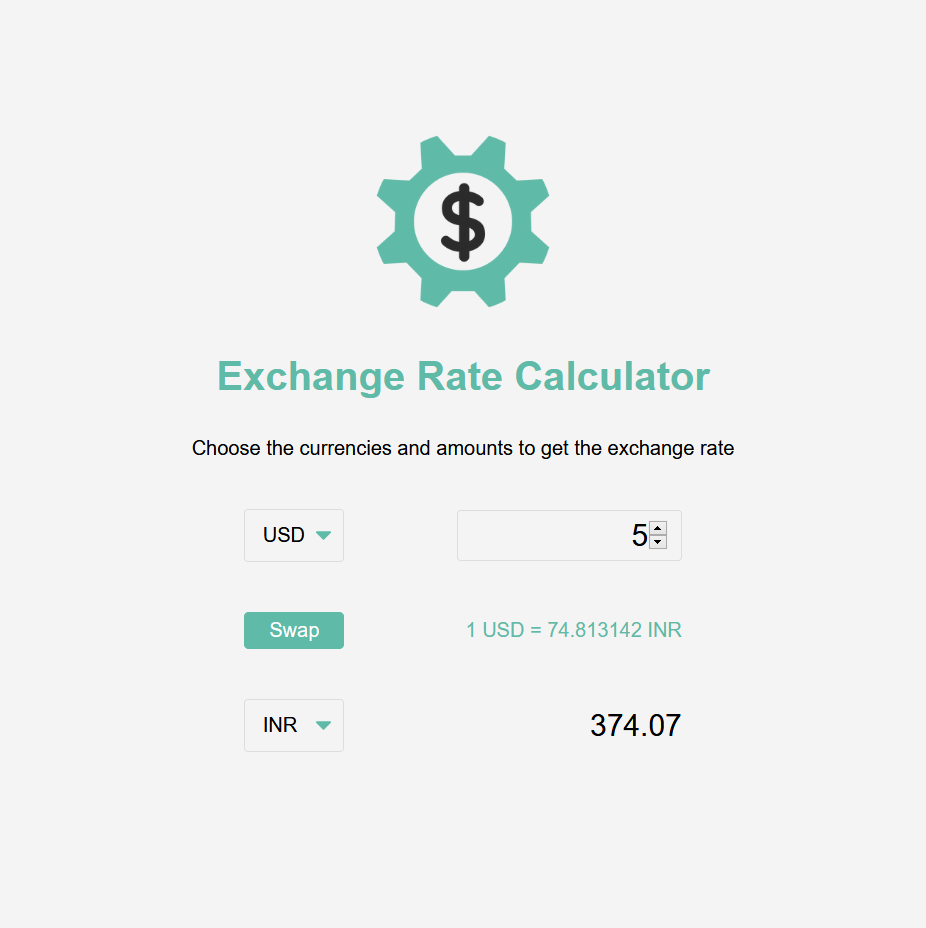 $
Exchange Rate Calculator
Choose the currencies and amounts to get the exchange rate
USD 5
Swap 1 USD = 74.813142 INR
INR 374.07